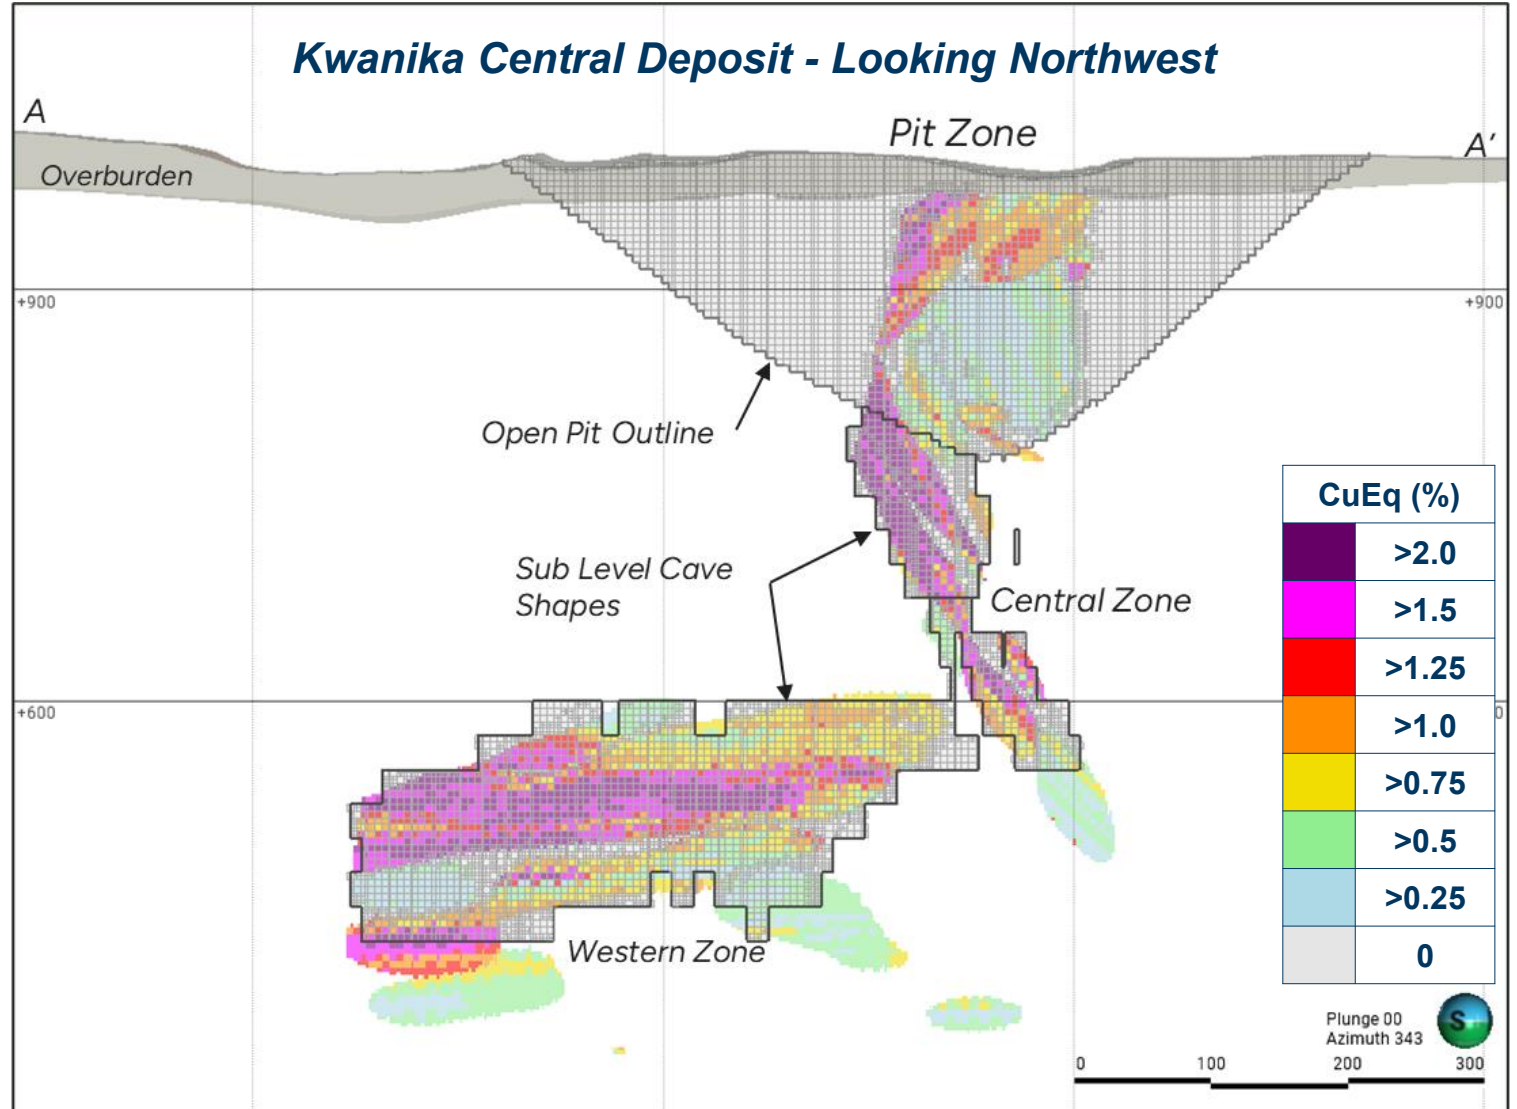 Kwanika Central Deposit - Looking Northwest
A
Pit Zone
A'
Overburden
+900
+900
Open Pit Outline
CuEq (%)
>2.0
>1.5
>1.25
>1.0
>0.75
>0.5
>0.25
0
Sub Level Cave
Shapes
Central Zone
+600
0
Western Zone
Plunge 00
Azimuth 343
S
0 100 200 300